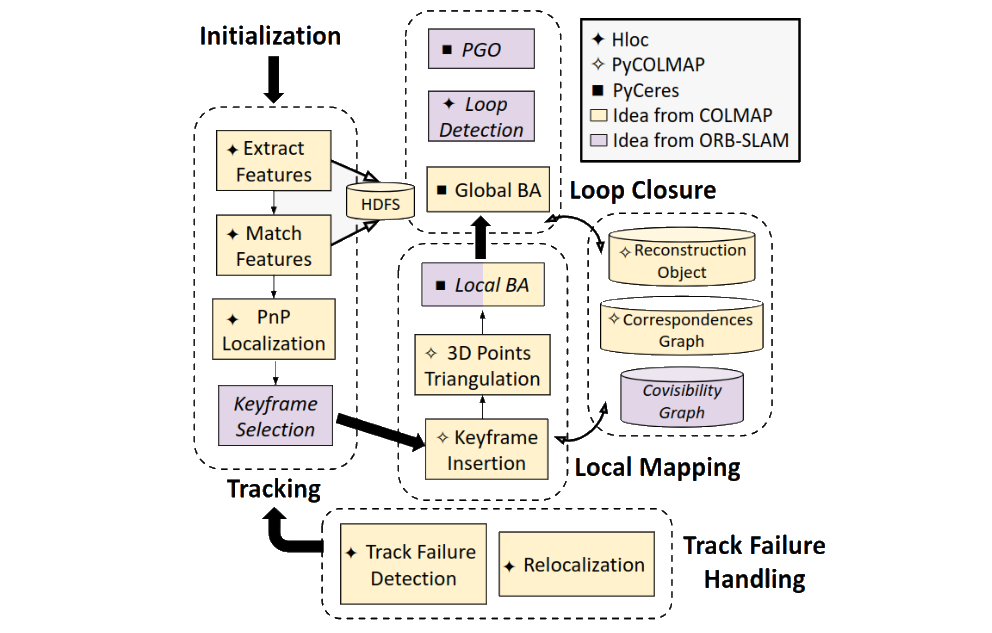 Initialization
✦ Extract
Features
✦ Match
Features
✦ PnP
Localization
Keyframe
Selection
Tracking
HDFS
■ PGO
✦ Loop
Detection
■ Global BA
Loop Closure
■ Local BA
✧ 3D Points
Triangulation
✧ Keyframe
Insertion
Local Mapping
✦ Hloc
✧ PyCOLMAP
■ PyCeres
Idea from COLMAP
Idea from ORB-SLAM
✧ Reconstruction
Object
✧ Correspondences
Graph
Covisibility
Graph
✦ Track Failure
Detection
✦ Relocalization
Track Failure
Handling